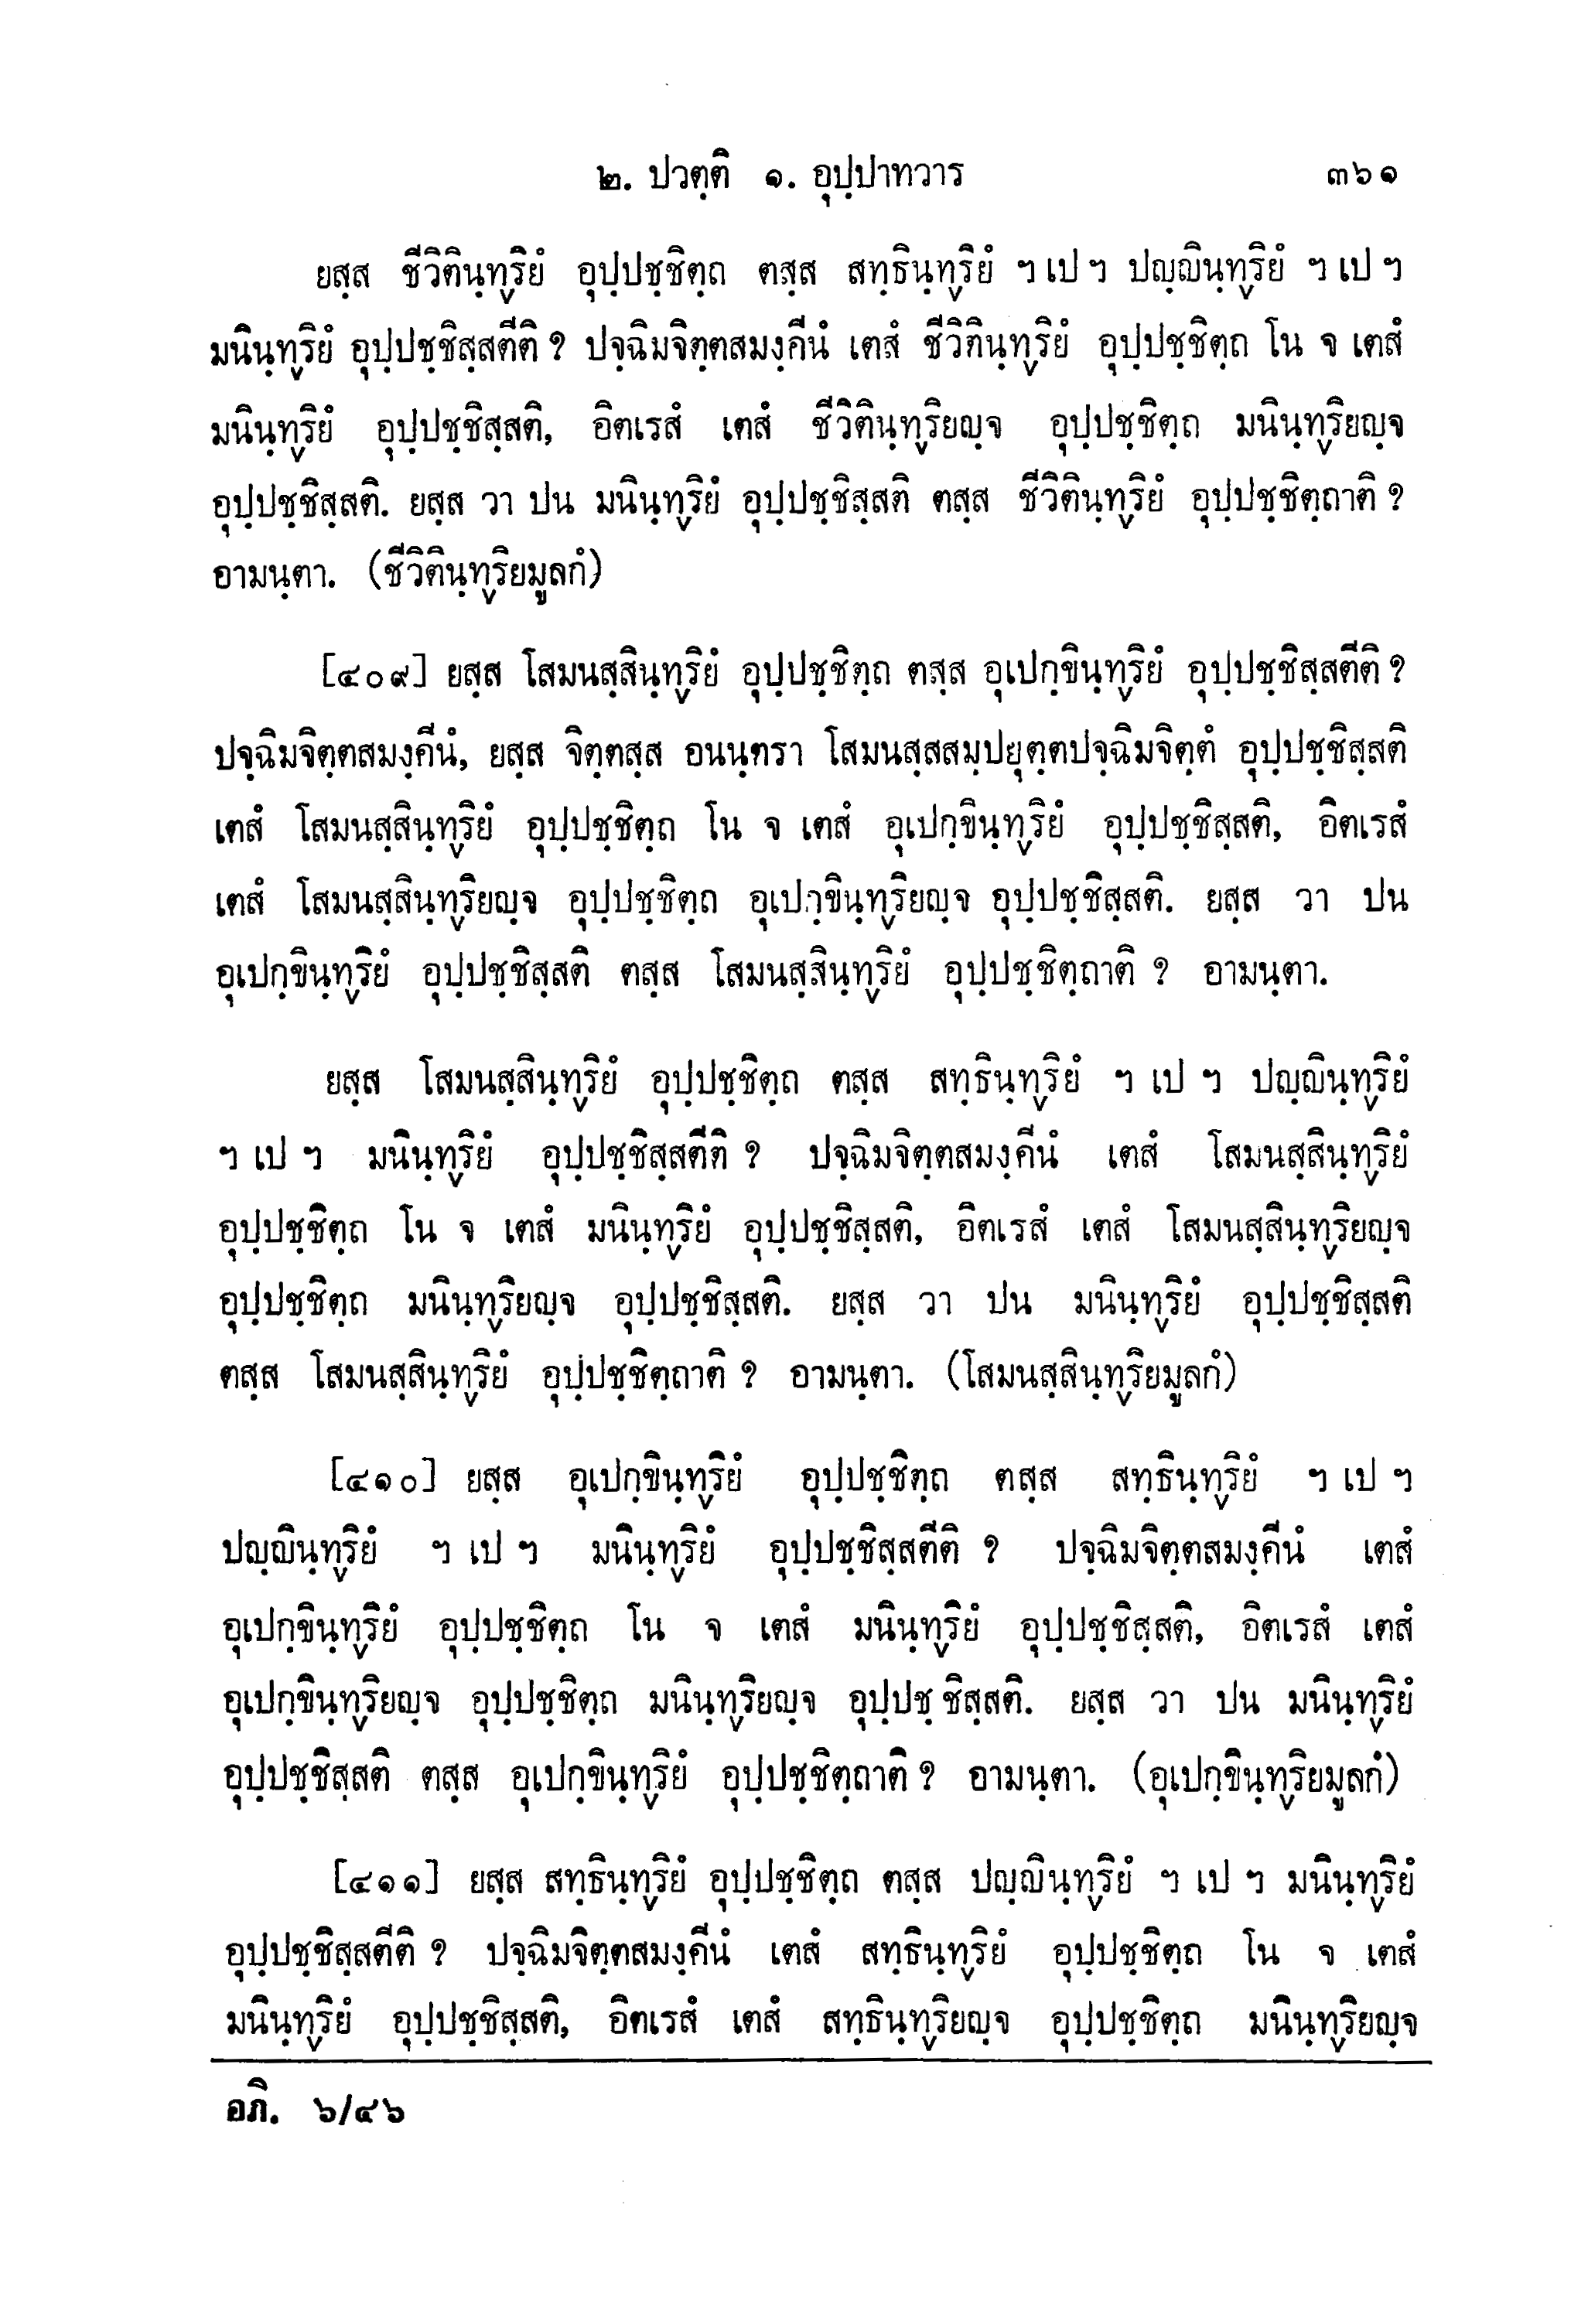 ๒. ปวตฺติ ๑. อุปฺปาทวาร ๓๖๑
ยสฺส ชีวิตินฺทฺริยํ อุปฺปชฺชิตฺถ ตสฺส สทฺธินฺทฺริยํ ฯ เป ฯ ปญฺญินฺทฺริยํ ฯ เป ฯ
มนินฺทฺริยํ อุปฺปชฺชิสฺสตีติ ? ปจฺฉิมจิตฺตสมงฺคีนํ เตสํ ชีวิตินฺทฺริยํ อุปฺปชฺชิตฺถ โน จ เตสํ
มนินฺทฺริยํ อุปฺปชฺชิสฺสติ, อิตเรสํ เตสํ ชีวิตินฺทฺริยญฺจ อุปฺปชฺชิตฺถ มนินฺทฺริยญฺจ
อุปฺปชฺชิสฺสติ. ยสฺส วา ปน มนินฺทฺริยํ อุปฺปชฺชิสฺสติ ตสฺส ชีวิตินฺทฺริยํ อุปฺปชฺชิตฺถาติ ?
อามนฺตา. (ชีวิตินฺทฺริยมูลกํ)
[๔๐๙] ยสฺส โสมนสฺสินฺทฺริยํ อุปฺปชฺชิตฺถ ตสฺส อุเปกฺขินฺทฺริยํ อุปฺปชฺชิสฺสตีติ ?
ปจฺฉิมจิตฺตสมงฺคีนํ, ยสฺส จิตฺตสฺส อนนฺตรา โสมนสฺสสมฺปยุตฺตปจฺฉิมจิตฺตํ อุปฺปชฺชิสฺสติ
เตสํ โสมนสฺสินฺทฺริยํ อุปฺปชฺชิตฺถ โน จ เตสํ อุเปกฺขินฺทฺริยํ อุปฺปชฺชิสฺสติ, อิตเรสํ
เตสํ โสมนสฺสินฺทฺริยญฺจ อุปฺปชฺชิตฺถ อุเปกฺขินฺทฺริยญฺจ อุปฺปชฺชิสฺสติ. ยสฺส วา ปน
อุเปกฺขินฺทฺริยํ อุปฺปชฺชิสฺสติ ตสฺส โสมนสฺสินฺทฺริยํ อุปฺปชฺชิตฺถาติ ? อามนฺตา.
ยสฺส โสมนสฺสินฺทฺริยํ อุปฺปชฺชิตฺถ ตสฺส สทฺธินฺทฺริยํ ฯ เป ฯ ปญฺญินฺทฺริยํ
ฯ เป ฯ มนินฺทฺริยํ อุปฺปชฺชิสฺสตีติ ? ปจฺฉิมจิตฺตสมงฺคีนํ เตสํ โสมนสฺสินฺทฺริยํ
อุปฺปชฺชิตฺถ โน จ เตสํ มนินฺทฺริยํ อุปฺปชฺชิสฺสติ, อิตเรสํ เตสํ โสมนสฺสินฺทฺริยญฺจ
อุปฺปชฺชิตฺถ มนินฺทฺริยญฺจ อุปฺปชฺชิสฺสติ. ยสฺส วา ปน มนินฺทฺริยํ อุปฺปชฺชิสฺสติ
ตสฺส โสมนสฺสินฺทฺริยํ อุปฺปชฺชิตฺถาติ ? อามนฺตา. (โสมนสฺสินฺทฺริยมูลกํ)
[๔๑๐] ยสฺส อุเปกฺขินฺทฺริยํ อุปฺปชฺชิตฺถ ตสฺส สทฺธินฺทฺริยํ ฯ เป ฯ
ปญฺญินฺทฺริยํ ฯ เป ฯ มนินฺทฺริยํ อุปฺปชฺชิสฺสตีติ ? ปจฺฉิมจิตฺตสมงฺคีนํ เตสํ
อุเปกฺขินฺทฺริยํ อุปฺปชฺชิตฺถ โน จ เตสํ มนินฺทฺริยํ อุปฺปชฺชิสฺสติ, อิตเรสํ เตสํ
อุเปกฺขินฺทฺริยญฺจ อุปฺปชฺชิตฺถ มนินฺทฺริยญฺจ อุปฺปชฺชิสฺสติ. ยสฺส วา ปน มนินฺทฺริยํ
อุปฺปชฺชิสฺสติ ตสฺส อุเปกฺขินฺทฺริยํ อุปฺปชฺชิตฺถาติ ? อามนฺตา. (อุเปกฺขินฺทฺริยมูลกํ)
[๔๑๑] ยสฺส สทฺธินฺทฺริยํ อุปฺปชฺชิตฺถ ตสฺส ปญฺญินฺทฺริยํ ฯ เป ฯ มนินฺทฺริยํ
อุปฺปชฺชิสฺสตีติ ? ปจฺฉิมจิตฺตสมงฺคีนํ เตสํ สทฺธินฺทฺริยํ อุปฺปชฺชิตฺถ โน จ เตสํ
มนินฺทฺริยํ อุปฺปชฺชิสฺสติ, อิตเรสํ เตสํ สทฺธินฺทฺริยญฺจ อุปฺปชฺชิตฺถ มนินฺทฺริยญฺจ
อภิ. ๖/๔๖